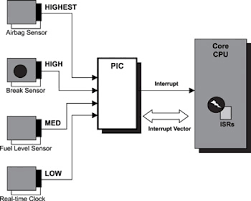 HIGHEST
Airbag Sensor
HIGH
Break Sensor
MED
Fuel Level Sensor
LOW
Real-time Clock
PIC
Interrupt
Interrupt Vector
Core
CPU
ISRs